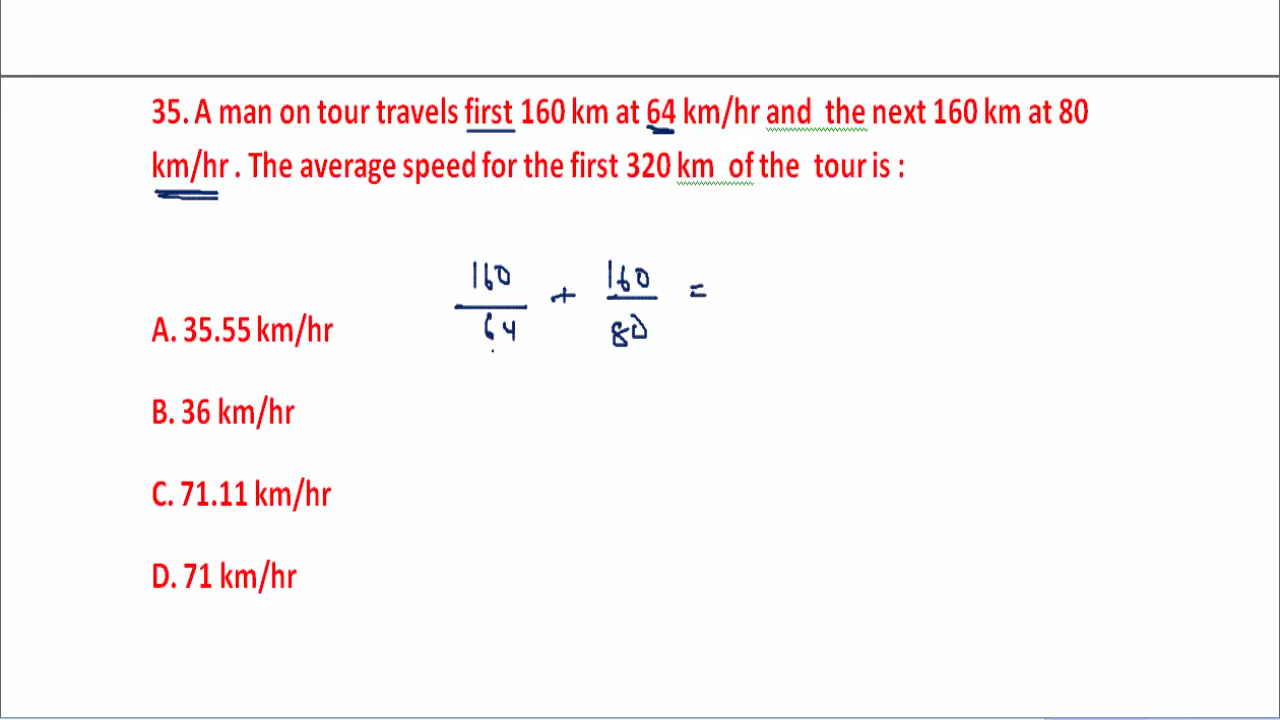 35. A man on tour travels first 160 km at 64 km/hr and the next 160 km at 80
km/hr . The average speed for the first 320 km of the tour is :
160/64 + 160/80 =
A. 35.55 km/hr
B. 36 km/hr
C. 71.11 km/hr
D. 71 km/hr